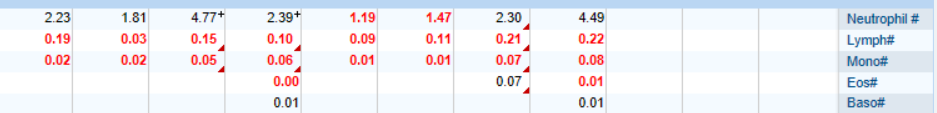 2.23 1.81 4.77+ 2.39+ 1.19 1.47 2.30 4.49 Neutrophil #
0.19 0.03 0.15 0.10 0.09 0.11 0.21 0.22 Lymph#
0.02 0.02 0.05 0.06 0.01 0.01 0.07 0.08 Mono#
0.00 0.07 0.01 Eos#
0.01 0.01 Baso#